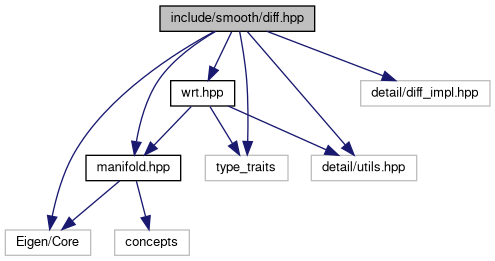 include/smooth/diff.hpp
wrt.hpp
detail/diff_impl.hpp
manifold.hpp
type_traits
detail/utils.hpp
Eigen/Core
concepts